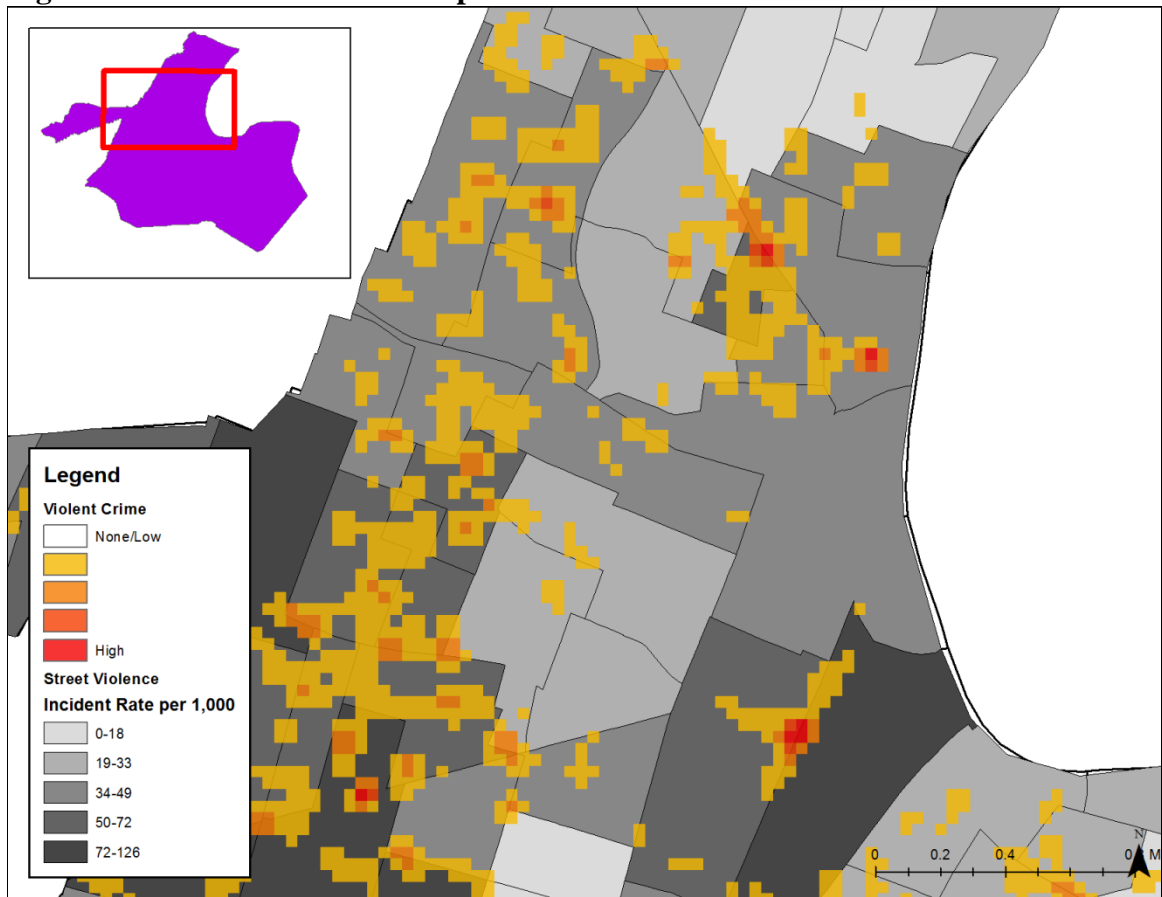 Legend
Violent Crime
None/Low
High
Street Violence
Incident Rate per 1,000
0-18
19-33
34-49
50-72
72-126
N
0 0.2 0.4